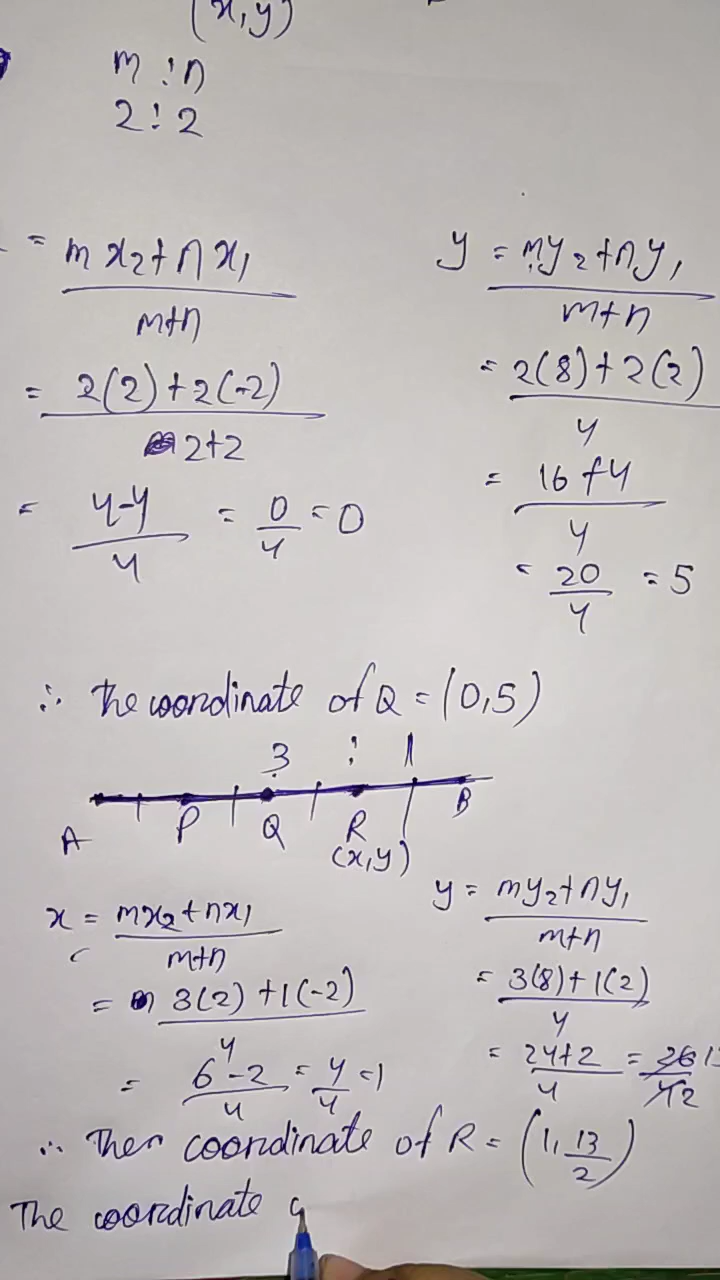 (x,y)
m : n
2 : 2
= mx₂+nx₁ / m+n
y = my₂+ny₁ / m+n
= 2(2)+2(-2) / 2+2
= 2(8)+2(2) / 4
= 4-4 / 4 = 0/4 = 0
= 16+4 / 4
= 20/4 = 5
∴ the coordinate of Q = (0,5)
3 : 1
A P Q R B
(x,y)
x = mx₂+nx₁ / m+n
y = my₂+ny₁ / m+n
= 3(2)+1(-2) / 4
= 3(8)+1(2) / 4
= 6-2 / 4 = 4/4 = 1
= 24+2 / 4 = 26/
∴ Then coordinate of R = (1, 13/2)
The coordinate